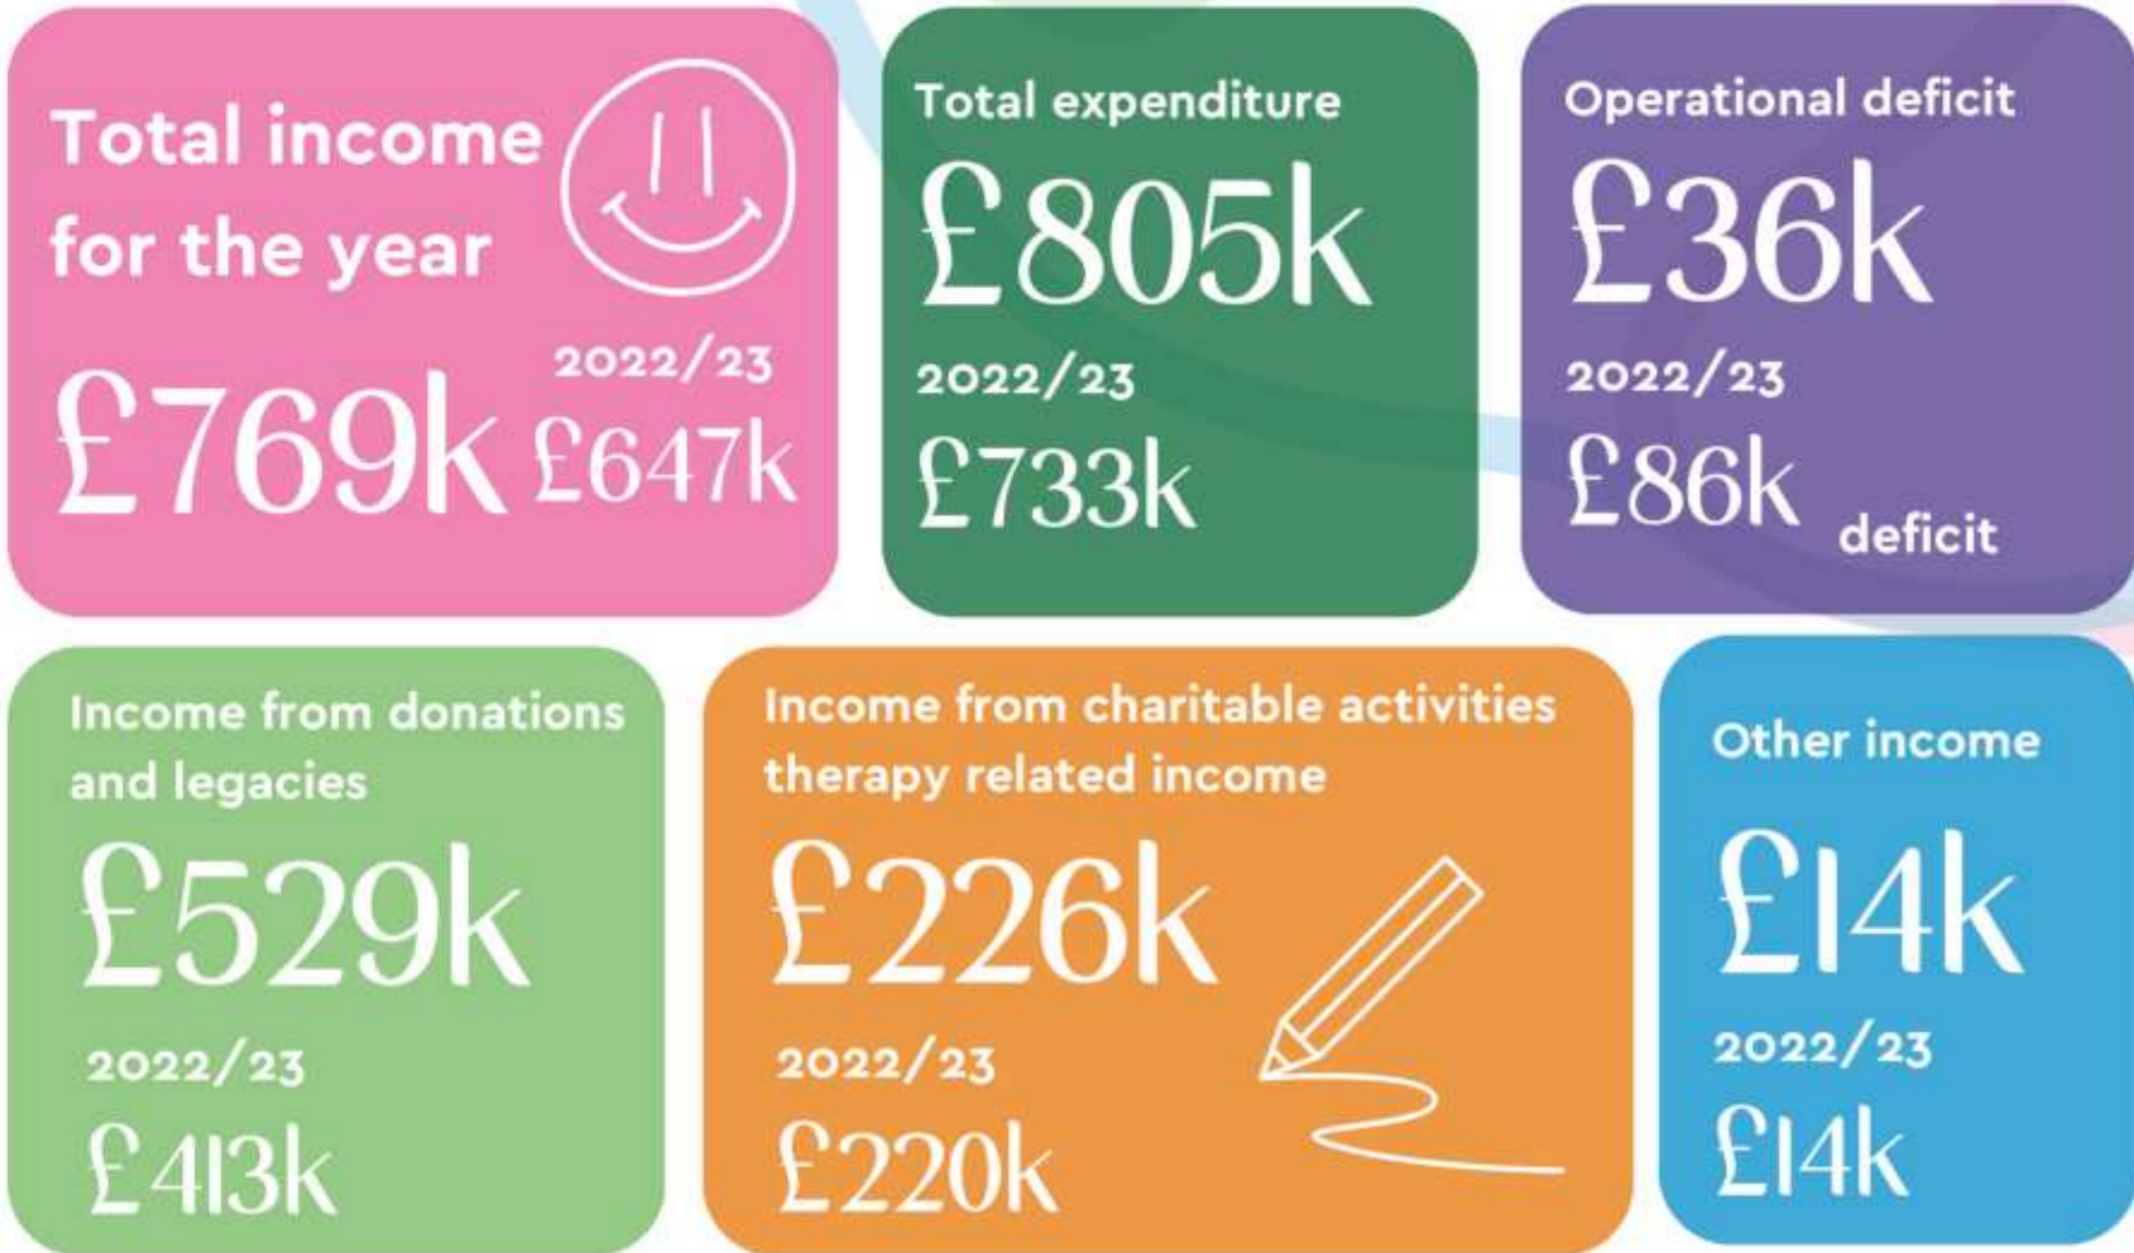 Total income
for the year
£769k
2022/23
£647k
Total expenditure
£805k
2022/23
£733k
Operational deficit
£36k
2022/23
£86k deficit
Income from donations
and legacies
£529k
2022/23
£413k
Income from charitable activities
therapy related income
£226k
2022/23
£220k
Other income
£14k
2022/23
£14k